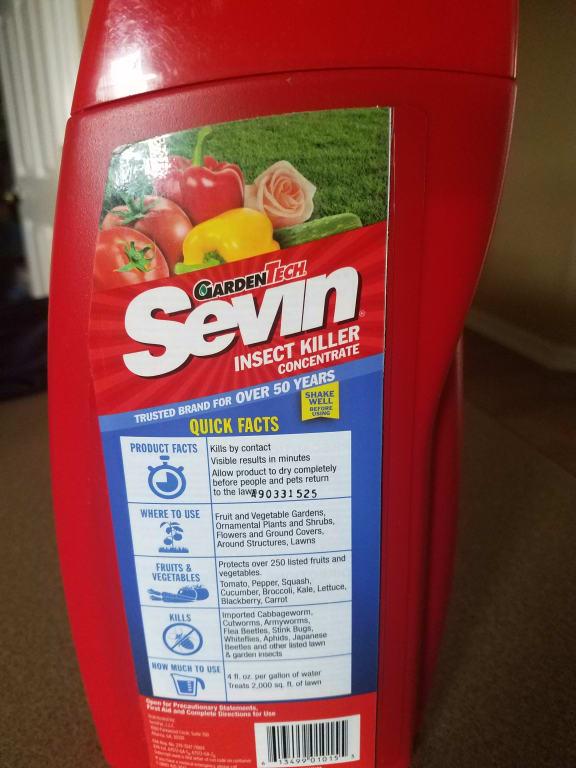 GARDENTECH
Sevin®
INSECT KILLER
CONCENTRATE
TRUSTED BRAND FOR OVER 50 YEARS
SHAKE
WELL
BEFORE
USING
QUICK FACTS
PRODUCT FACTS
Kills by contact
Visible results in minutes
Allow product to dry completely
before people and pets return
to the lawn
A90331525
WHERE TO USE
Fruit and Vegetable Gardens,
Ornamental Plants and Shrubs,
Flowers and Ground Covers,
Around Structures, Lawns
FRUITS &
VEGETABLES
Protects over 250 listed fruits and
vegetables.
Tomato, Pepper, Squash,
Cucumber, Broccoli, Kale, Lettuce,
Blackberry, Carrot
KILLS
Imported Cabbageworm,
Cutworms, Armyworms,
Flea Beetles, Stink Bugs,
Whiteflies, Aphids, Japanese
Beetles and other listed lawn
& garden insects
HOW MUCH TO USE
4 fl. oz. per gallon of water
Treats 2,000 sq. ft. of lawn
Open for Precautionary Statements,
First Aid and Complete Directions for Use
Distributed by
6 13499 01015 3